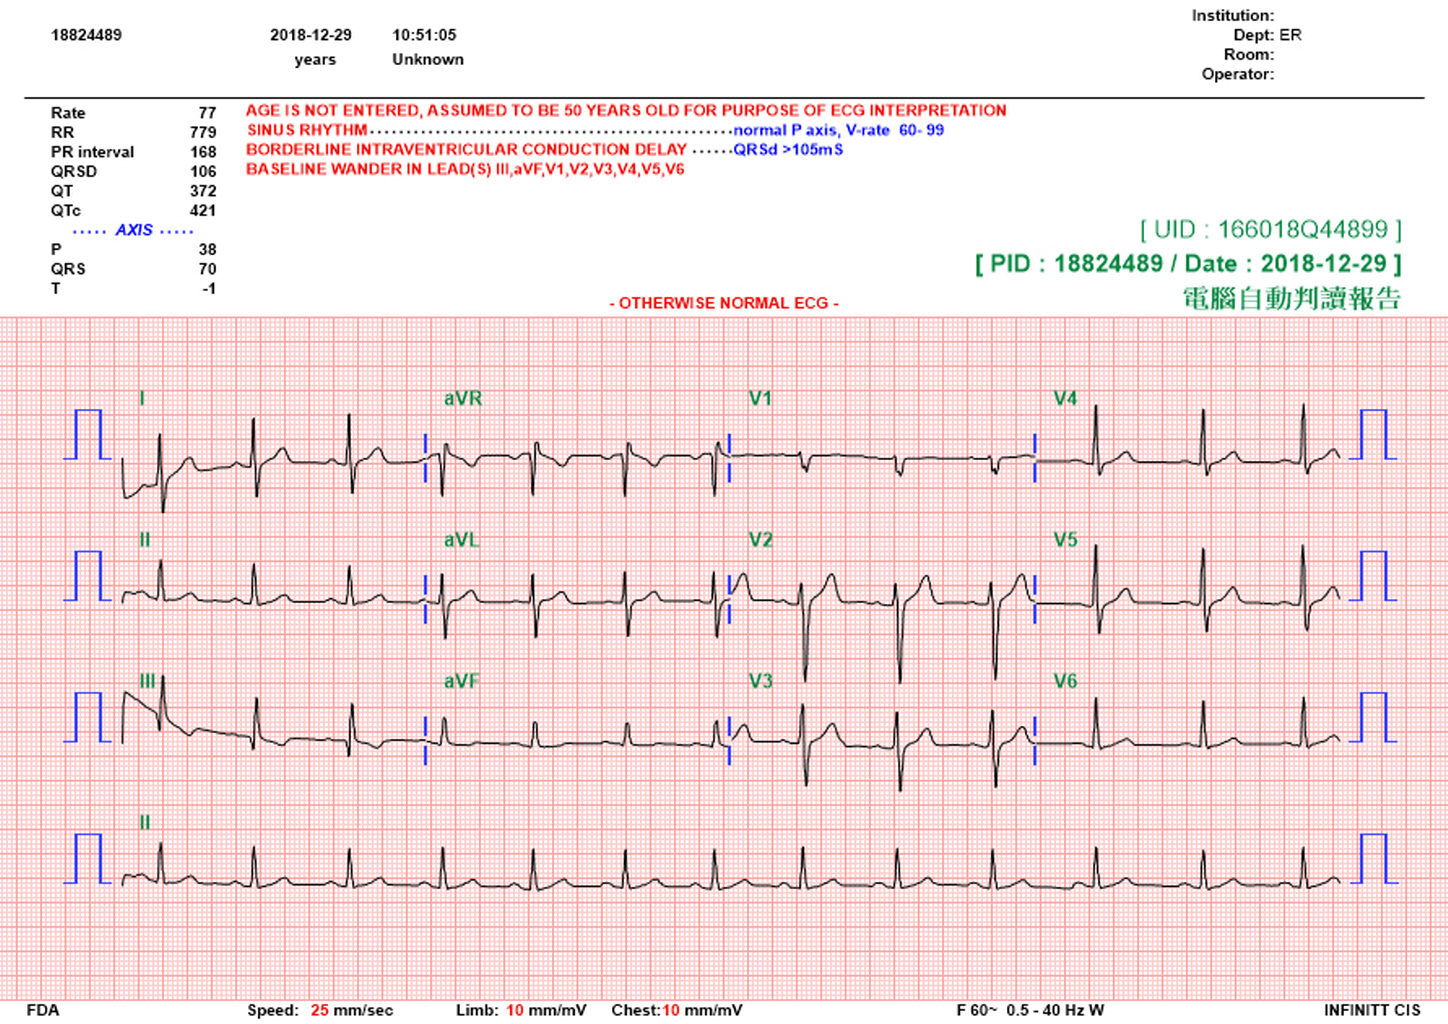 Institution:
18824489 2018-12-29 10:51:05 Dept: ER
years Unknown Room:
Operator:
Rate 77 AGE IS NOT ENTERED, ASSUMED TO BE 50 YEARS OLD FOR PURPOSE OF ECG INTERPRETATION
RR 779 SINUS RHYTHM normal P axis, V-rate 60- 99
PR interval 168 BORDERLINE INTRAVENTRICULAR CONDUCTION DELAY ......QRSd >105mS
QRSD 106 BASELINE WANDER IN LEAD(S) III,aVF,V1,V2,V3,V4,V5,V6
QT 372
QTc 421
..... AXIS .....
P 38
QRS 70
T -1
[ UID : 166018Q44899 ]
[ PID : 18824489 / Date : 2018-12-29 ]
電腦自動判讀報告
- OTHERWISE NORMAL ECG -
I aVR V1 V4
II aVL V2 V5
III aVF V3 V6
II
FDA Speed: 25 mm/sec Limb: 10 mm/mV Chest:10 mm/mV F 60~ 0.5 - 40 Hz W INFINITT CIS